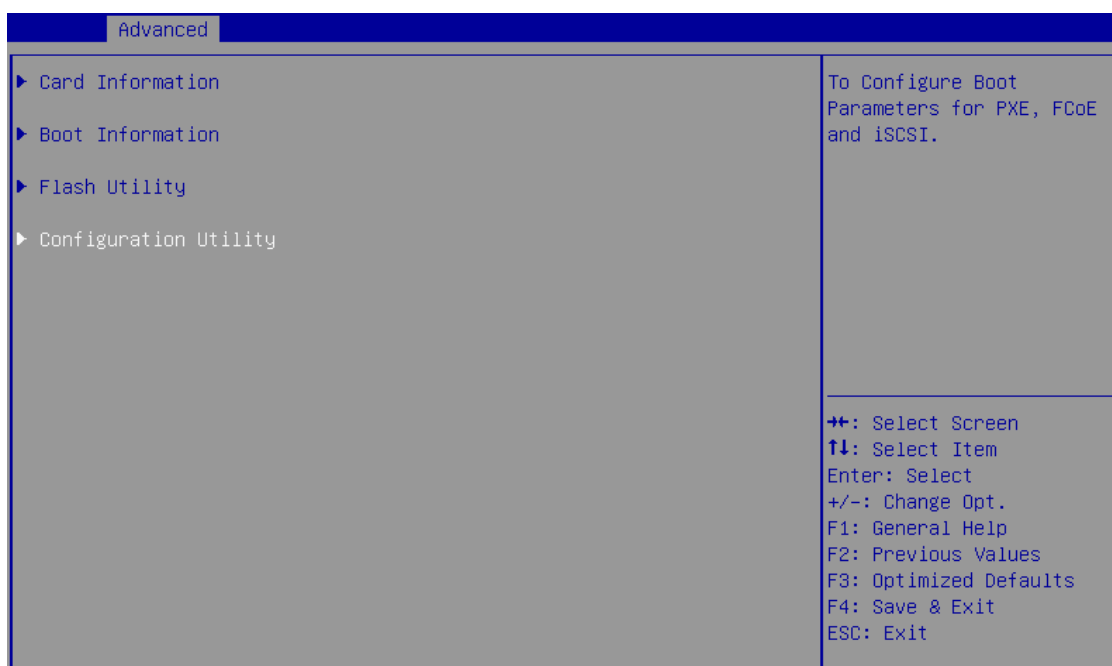 Advanced
Card Information
Boot Information
Flash Utility
Configuration Utility
To Configure Boot
Parameters for PXE, FCoE
and iSCSI.
→←: Select Screen
↑↓: Select Item
Enter: Select
+/-: Change Opt.
F1: General Help
F2: Previous Values
F3: Optimized Defaults
F4: Save & Exit
ESC: Exit